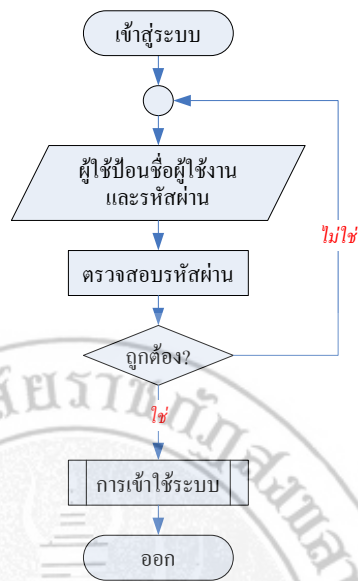 เข้าสู่ระบบ
ผู้ใช้ป้อนชื่อผู้ใช้งาน
และรหัสผ่าน
ไม่ใช่
ตรวจสอบรหัสผ่าน
ถูกต้อง?
ใช่
การเข้าใช้ระบบ
ออก